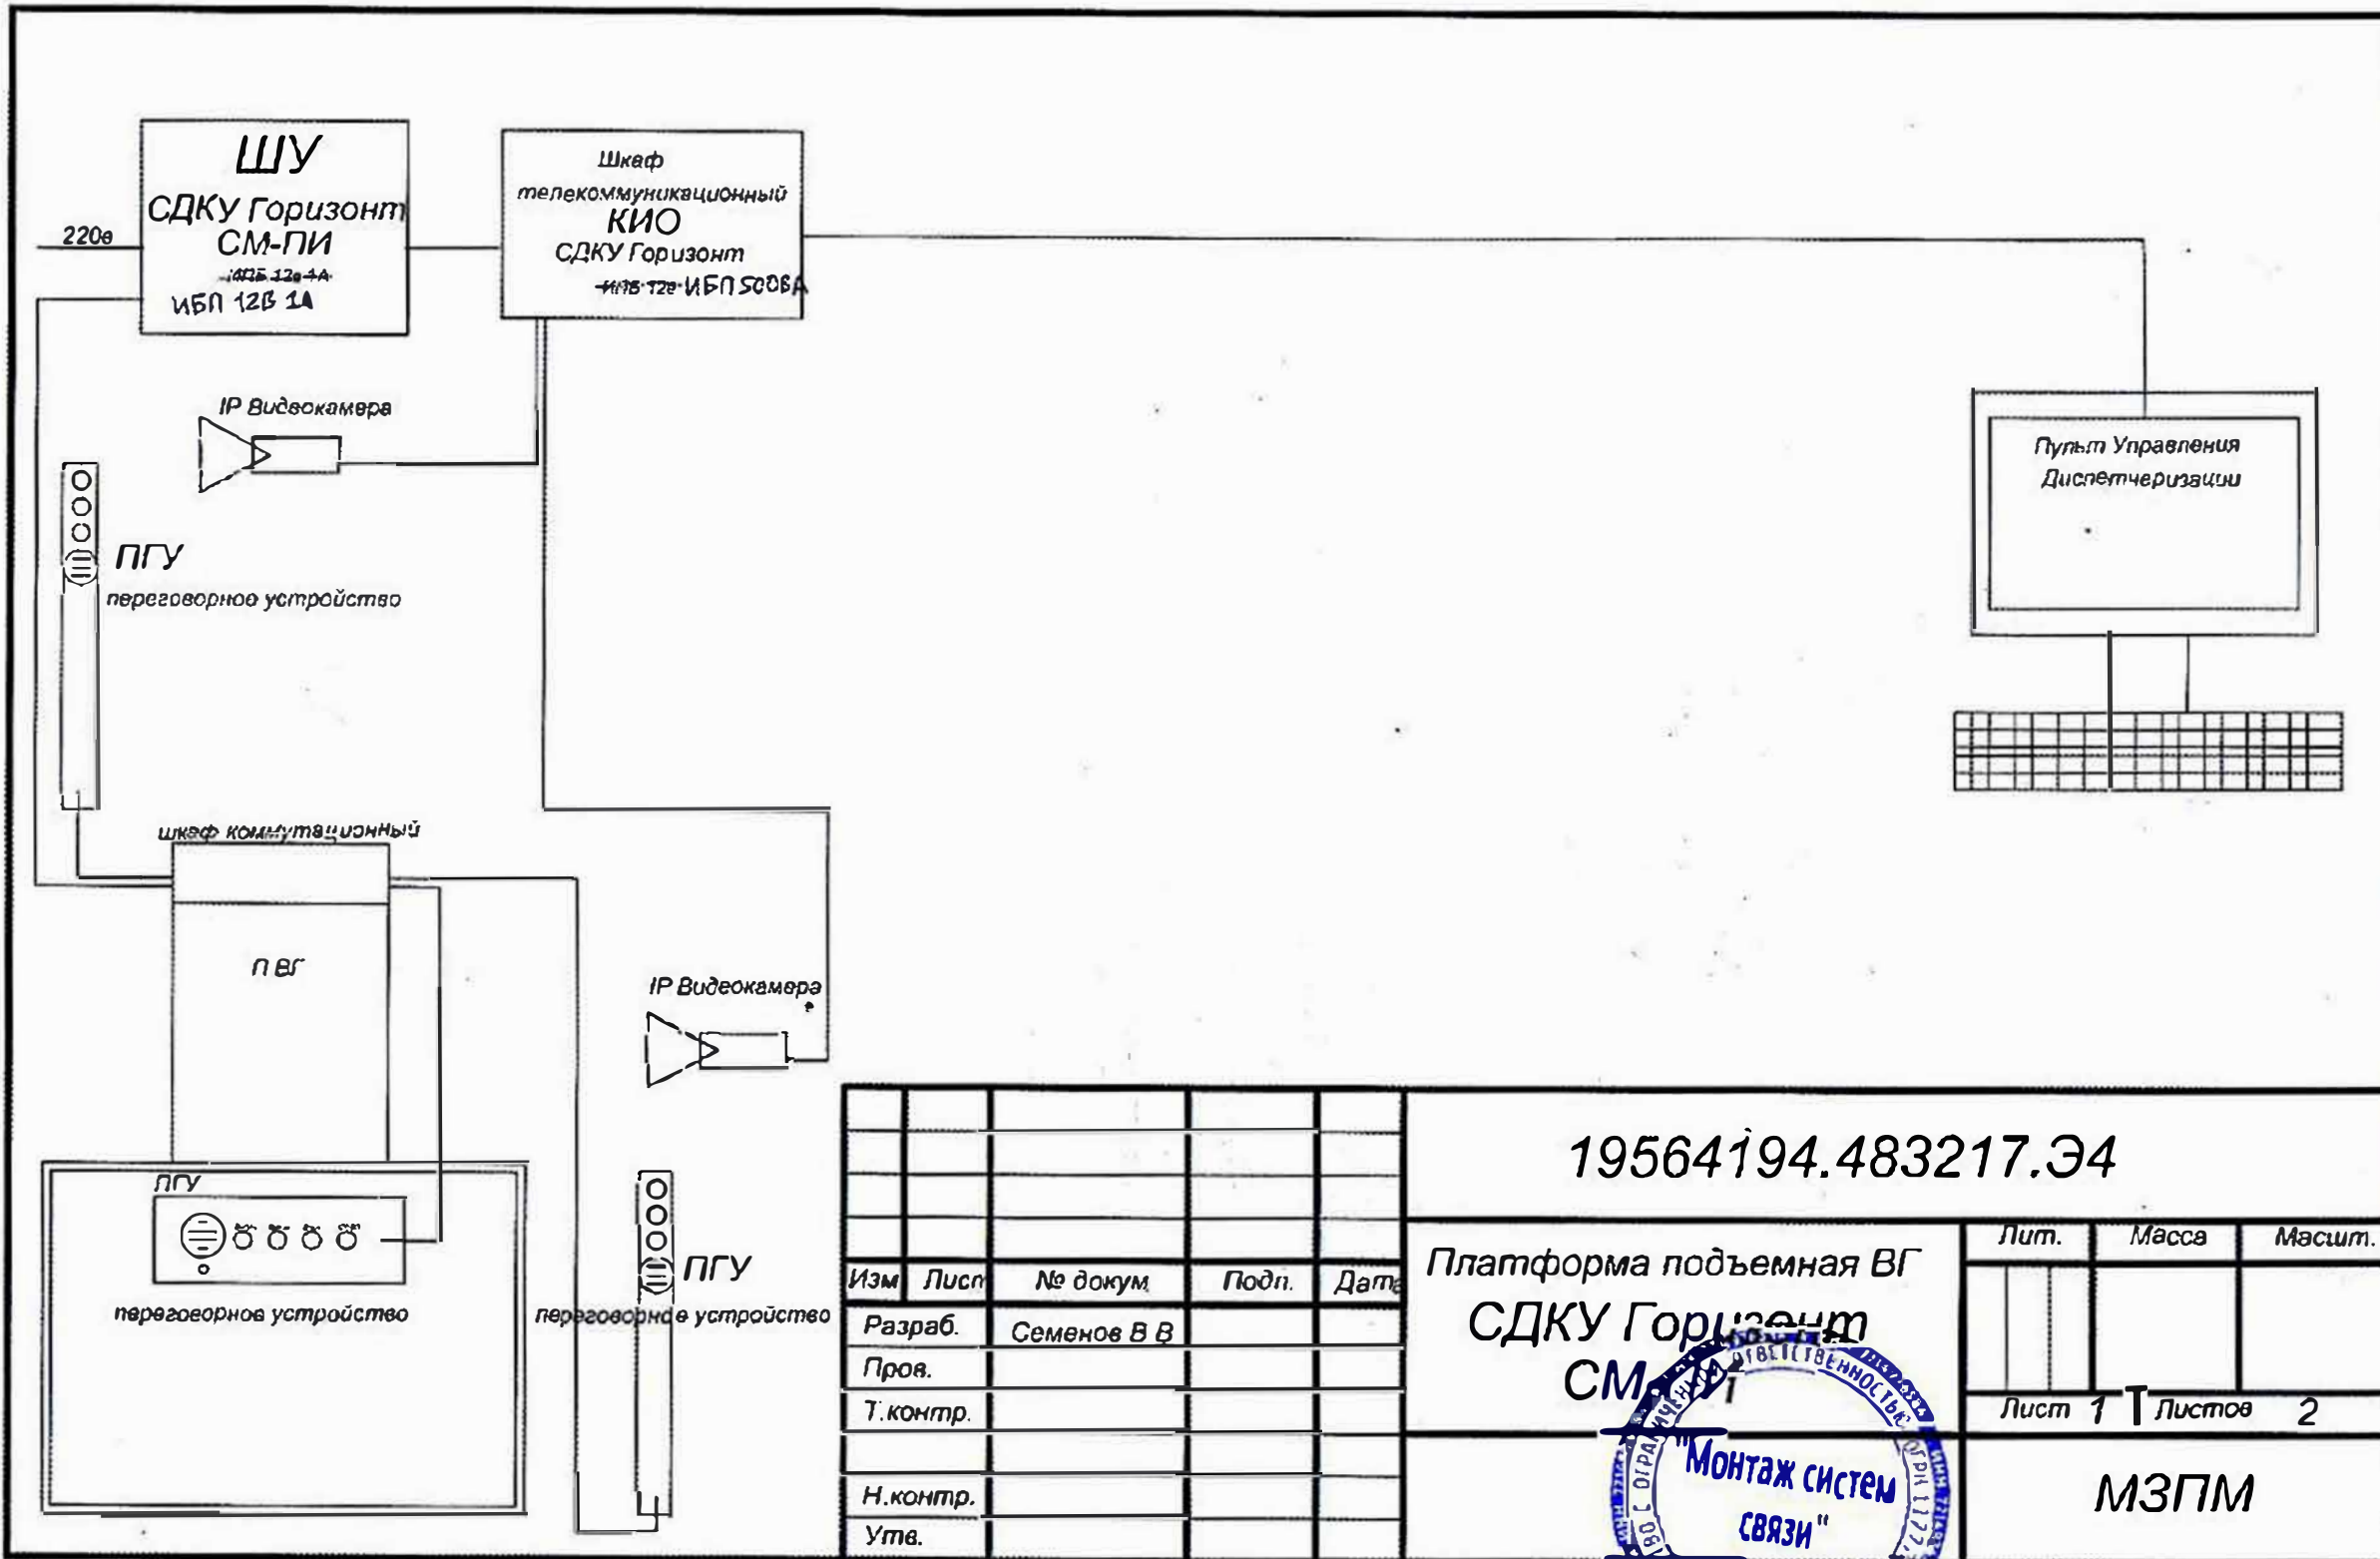 ШУ
СДКУ Горизонт
СМ-ПИ
ИБП 12В 1А
220в
Шкаф
телекоммуникационный
КИО
СДКУ Горизонт
ИБП 500ВА
IP Видеокамера
ПГУ
переговорное устройство
Пульт Управления
Диспетчеризации
шкаф коммутационный
П ВГ
IP Видеокамера
ПГУ
переговорное устройство
ПГУ
переговорное устройство
19564194.483217.Э4
Платформа подъемная ВГ
СДКУ Горизонт
СМ
Лит. Масса Масшт.
Лист 1 Листов 2
МЗПМ
Изм Лист № докум Подп. Дата
Разраб. Семенов В В
Пров.
Т.контр.
Н.контр.
Утв.
"Монтаж систем
связи"